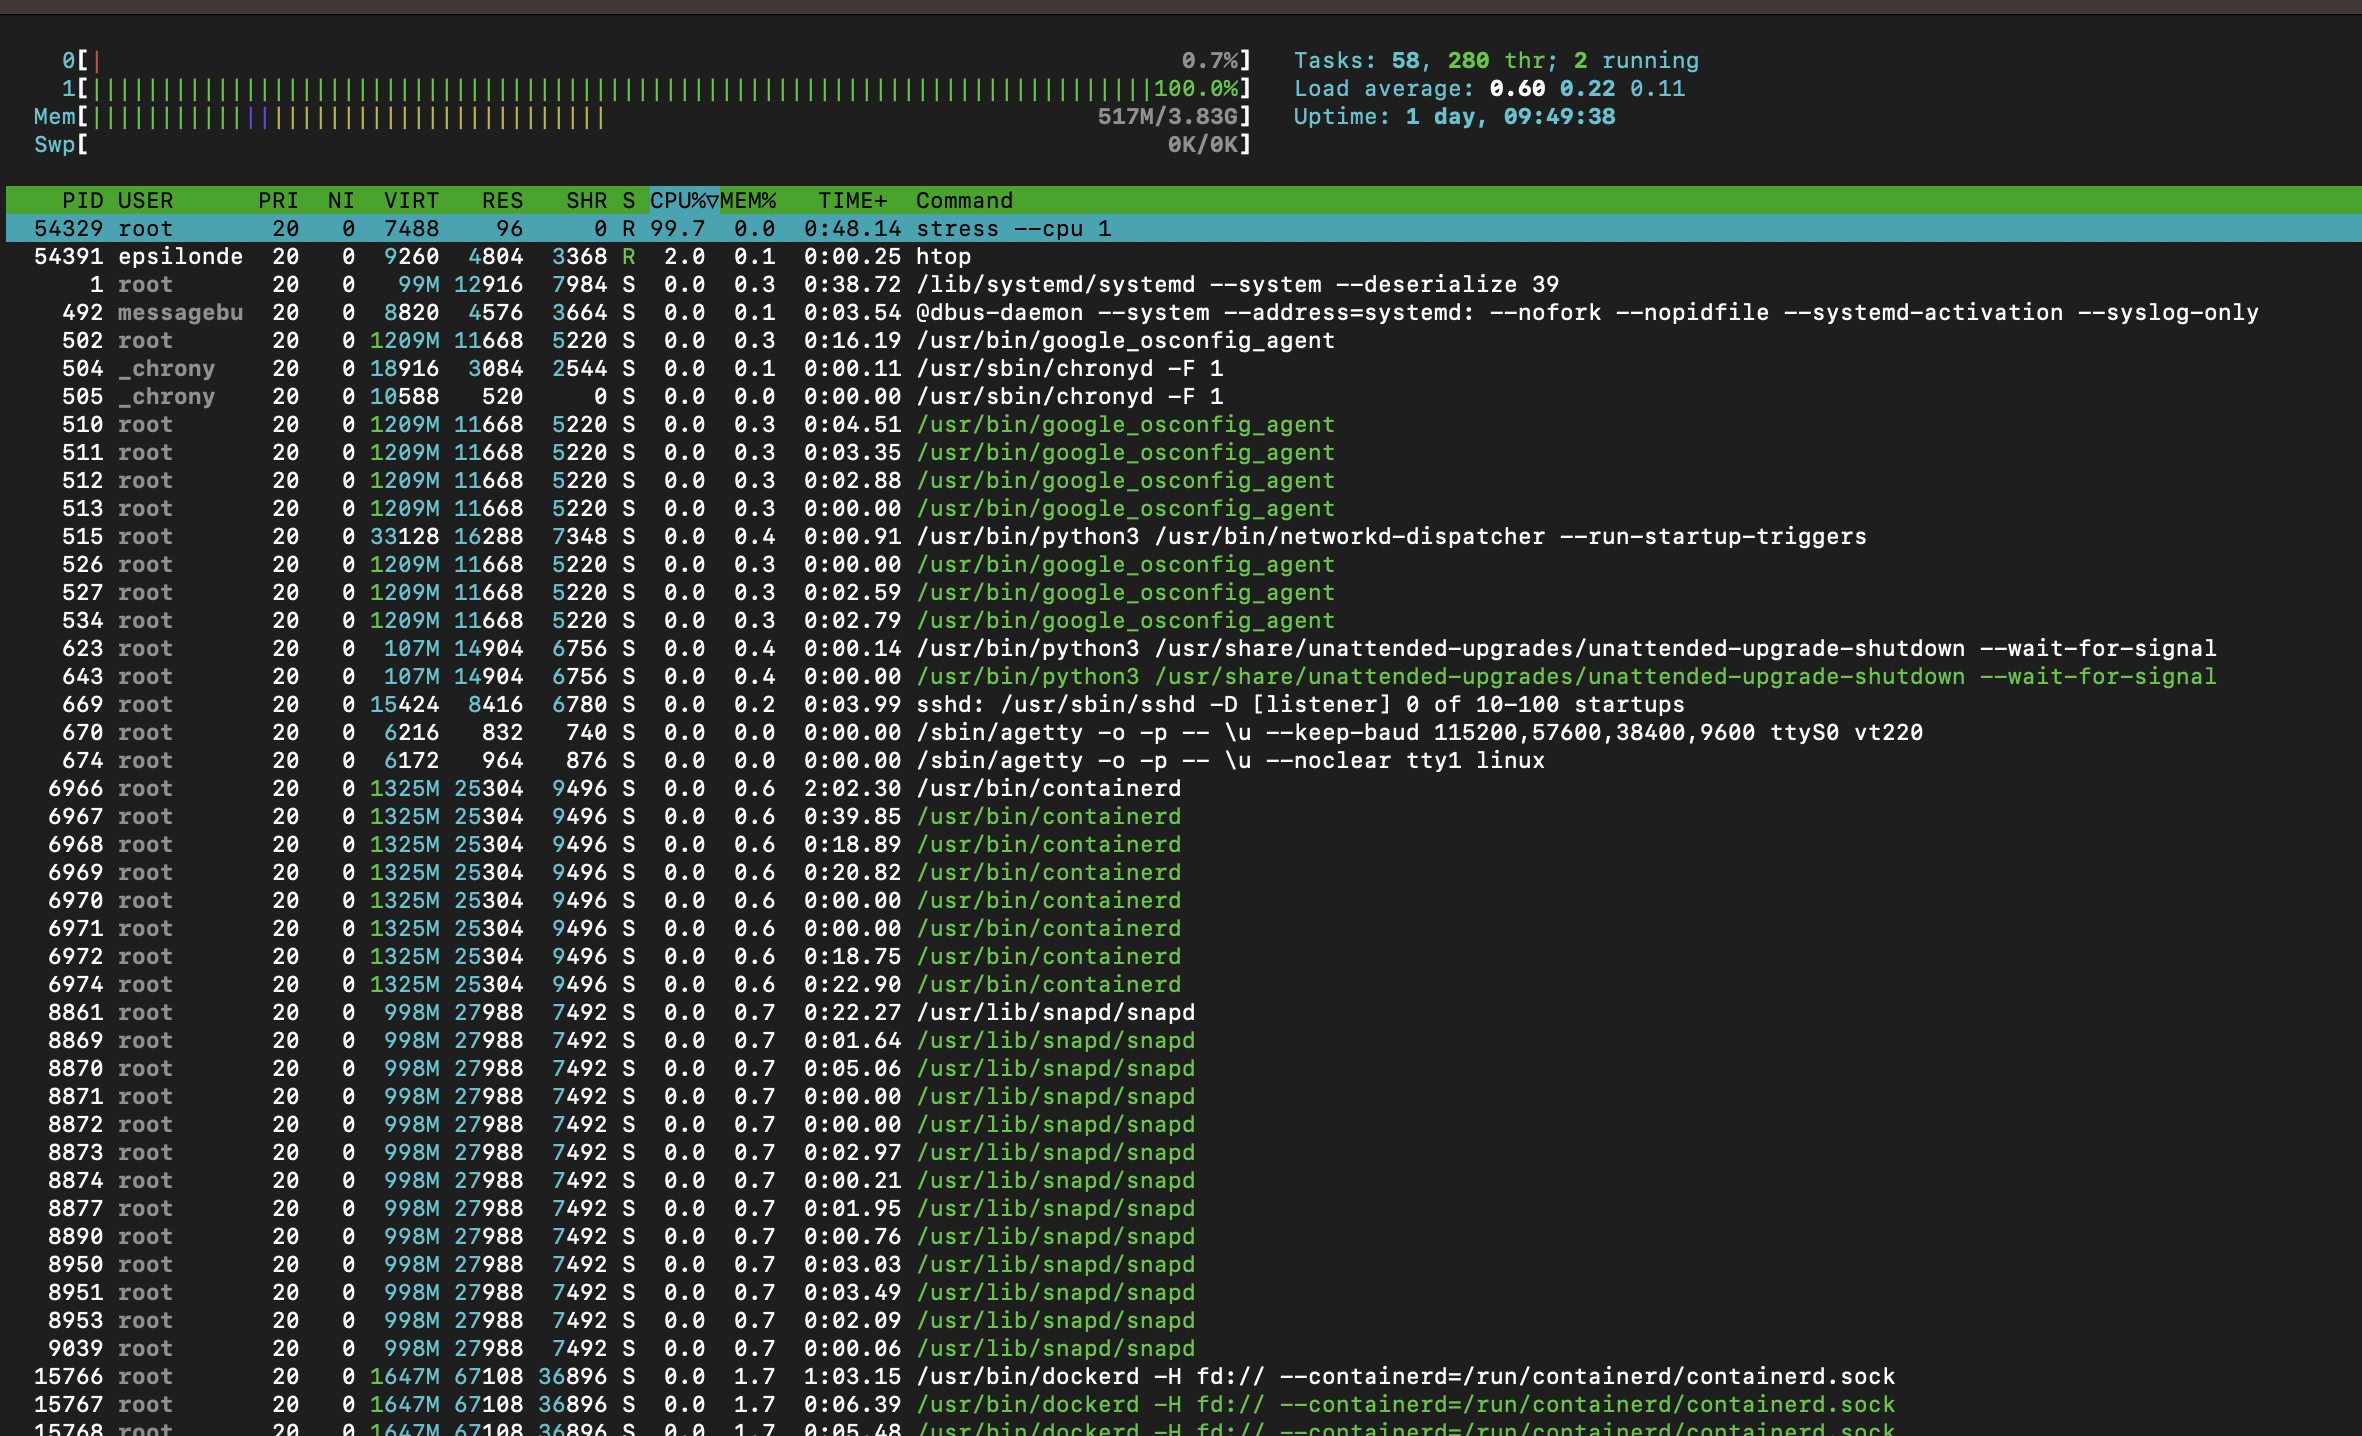 0[| 0.7%] Tasks: 58, 280 thr; 2 running
1[||||||||||||||||||||||||||||||||||||||||||||||||||||||||||||||||||||||||||||100.0%] Load average: 0.60 0.22 0.11
Mem[||||||||||||||||||||||||||||||||||||| 517M/3.83G] Uptime: 1 day, 09:49:38
Swp[ 0K/0K]
PID USER PRI NI VIRT RES SHR S CPU%▽MEM% TIME+ Command
54329 root 20 0 7488 96 0 R 99.7 0.0 0:48.14 stress --cpu 1
54391 epsilonde 20 0 9260 4804 3368 R 2.0 0.1 0:00.25 htop
1 root 20 0 99M 12916 7984 S 0.0 0.3 0:38.72 /lib/systemd/systemd --system --deserialize 39
492 messagebu 20 0 8820 4576 3664 S 0.0 0.1 0:03.54 @dbus-daemon --system --address=systemd: --nofork --nopidfile --systemd-activation --syslog-only
502 root 20 0 1209M 11668 5220 S 0.0 0.3 0:16.19 /usr/bin/google_osconfig_agent
504 _chrony 20 0 18916 3084 2544 S 0.0 0.1 0:00.11 /usr/sbin/chronyd -F 1
505 _chrony 20 0 10588 520 0 S 0.0 0.0 0:00.00 /usr/sbin/chronyd -F 1
510 root 20 0 1209M 11668 5220 S 0.0 0.3 0:04.51 /usr/bin/google_osconfig_agent
511 root 20 0 1209M 11668 5220 S 0.0 0.3 0:03.35 /usr/bin/google_osconfig_agent
512 root 20 0 1209M 11668 5220 S 0.0 0.3 0:02.88 /usr/bin/google_osconfig_agent
513 root 20 0 1209M 11668 5220 S 0.0 0.3 0:00.00 /usr/bin/google_osconfig_agent
515 root 20 0 33128 16288 7348 S 0.0 0.4 0:00.91 /usr/bin/python3 /usr/bin/networkd-dispatcher --run-startup-triggers
526 root 20 0 1209M 11668 5220 S 0.0 0.3 0:00.00 /usr/bin/google_osconfig_agent
527 root 20 0 1209M 11668 5220 S 0.0 0.3 0:02.59 /usr/bin/google_osconfig_agent
534 root 20 0 1209M 11668 5220 S 0.0 0.3 0:02.79 /usr/bin/google_osconfig_agent
623 root 20 0 107M 14904 6756 S 0.0 0.4 0:00.14 /usr/bin/python3 /usr/share/unattended-upgrades/unattended-upgrade-shutdown --wait-for-signal
643 root 20 0 107M 14904 6756 S 0.0 0.4 0:00.00 /usr/bin/python3 /usr/share/unattended-upgrades/unattended-upgrade-shutdown --wait-for-signal
669 root 20 0 15424 8416 6780 S 0.0 0.2 0:03.99 sshd: /usr/sbin/sshd -D [listener] 0 of 10-100 startups
670 root 20 0 6216 832 740 S 0.0 0.0 0:00.00 /sbin/agetty -o -p -- \u --keep-baud 115200,57600,38400,9600 ttyS0 vt220
674 root 20 0 6172 964 876 S 0.0 0.0 0:00.00 /sbin/agetty -o -p -- \u --noclear tty1 linux
6966 root 20 0 1325M 25304 9496 S 0.0 0.6 2:02.30 /usr/bin/containerd
6967 root 20 0 1325M 25304 9496 S 0.0 0.6 0:39.85 /usr/bin/containerd
6968 root 20 0 1325M 25304 9496 S 0.0 0.6 0:18.89 /usr/bin/containerd
6969 root 20 0 1325M 25304 9496 S 0.0 0.6 0:20.82 /usr/bin/containerd
6970 root 20 0 1325M 25304 9496 S 0.0 0.6 0:00.00 /usr/bin/containerd
6971 root 20 0 1325M 25304 9496 S 0.0 0.6 0:00.00 /usr/bin/containerd
6972 root 20 0 1325M 25304 9496 S 0.0 0.6 0:18.75 /usr/bin/containerd
6974 root 20 0 1325M 25304 9496 S 0.0 0.6 0:22.90 /usr/bin/containerd
8861 root 20 0 998M 27988 7492 S 0.0 0.7 0:22.27 /usr/lib/snapd/snapd
8869 root 20 0 998M 27988 7492 S 0.0 0.7 0:01.64 /usr/lib/snapd/snapd
8870 root 20 0 998M 27988 7492 S 0.0 0.7 0:05.06 /usr/lib/snapd/snapd
8871 root 20 0 998M 27988 7492 S 0.0 0.7 0:00.00 /usr/lib/snapd/snapd
8872 root 20 0 998M 27988 7492 S 0.0 0.7 0:00.00 /usr/lib/snapd/snapd
8873 root 20 0 998M 27988 7492 S 0.0 0.7 0:02.97 /usr/lib/snapd/snapd
8874 root 20 0 998M 27988 7492 S 0.0 0.7 0:00.21 /usr/lib/snapd/snapd
8877 root 20 0 998M 27988 7492 S 0.0 0.7 0:01.95 /usr/lib/snapd/snapd
8890 root 20 0 998M 27988 7492 S 0.0 0.7 0:00.76 /usr/lib/snapd/snapd
8950 root 20 0 998M 27988 7492 S 0.0 0.7 0:03.03 /usr/lib/snapd/snapd
8951 root 20 0 998M 27988 7492 S 0.0 0.7 0:03.49 /usr/lib/snapd/snapd
8953 root 20 0 998M 27988 7492 S 0.0 0.7 0:02.09 /usr/lib/snapd/snapd
9039 root 20 0 998M 27988 7492 S 0.0 0.7 0:00.06 /usr/lib/snapd/snapd
15766 root 20 0 1647M 67108 36896 S 0.0 1.7 1:03.15 /usr/bin/dockerd -H fd:// --containerd=/run/containerd/containerd.sock
15767 root 20 0 1647M 67108 36896 S 0.0 1.7 0:06.39 /usr/bin/dockerd -H fd:// --containerd=/run/containerd/containerd.sock
15768 root 20 0 1647M 67108 36896 S 0.0 1.7 0:05.48 /usr/bin/dockerd -H fd:// --containerd=/run/containerd/containerd.sock